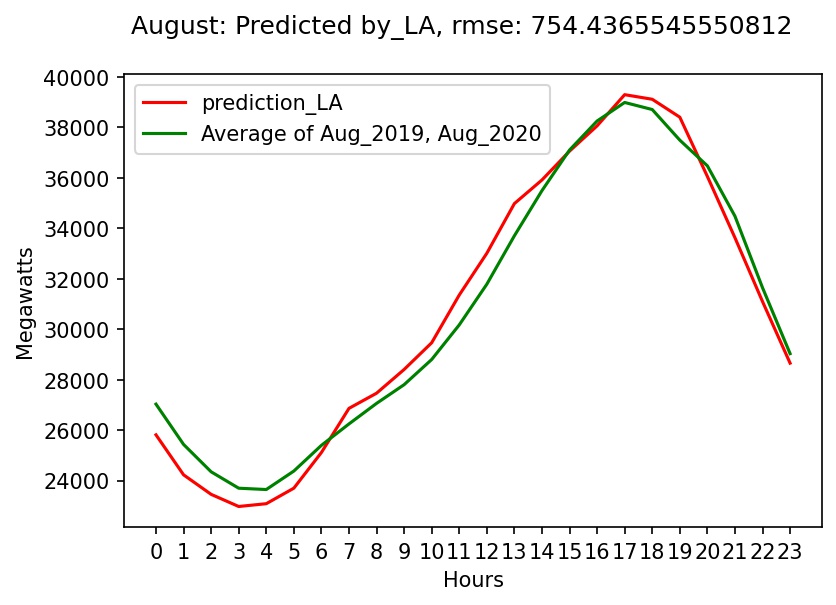 August: Predicted by_LA, rmse: 754.4365545550812
prediction_LA
Average of Aug_2019, Aug_2020
Megawatts
40000
38000
36000
34000
32000
30000
28000
26000
24000
0 1 2 3 4 5 6 7 8 9 10 11 12 13 14 15 16 17 18 19 20 21 22 23
Hours